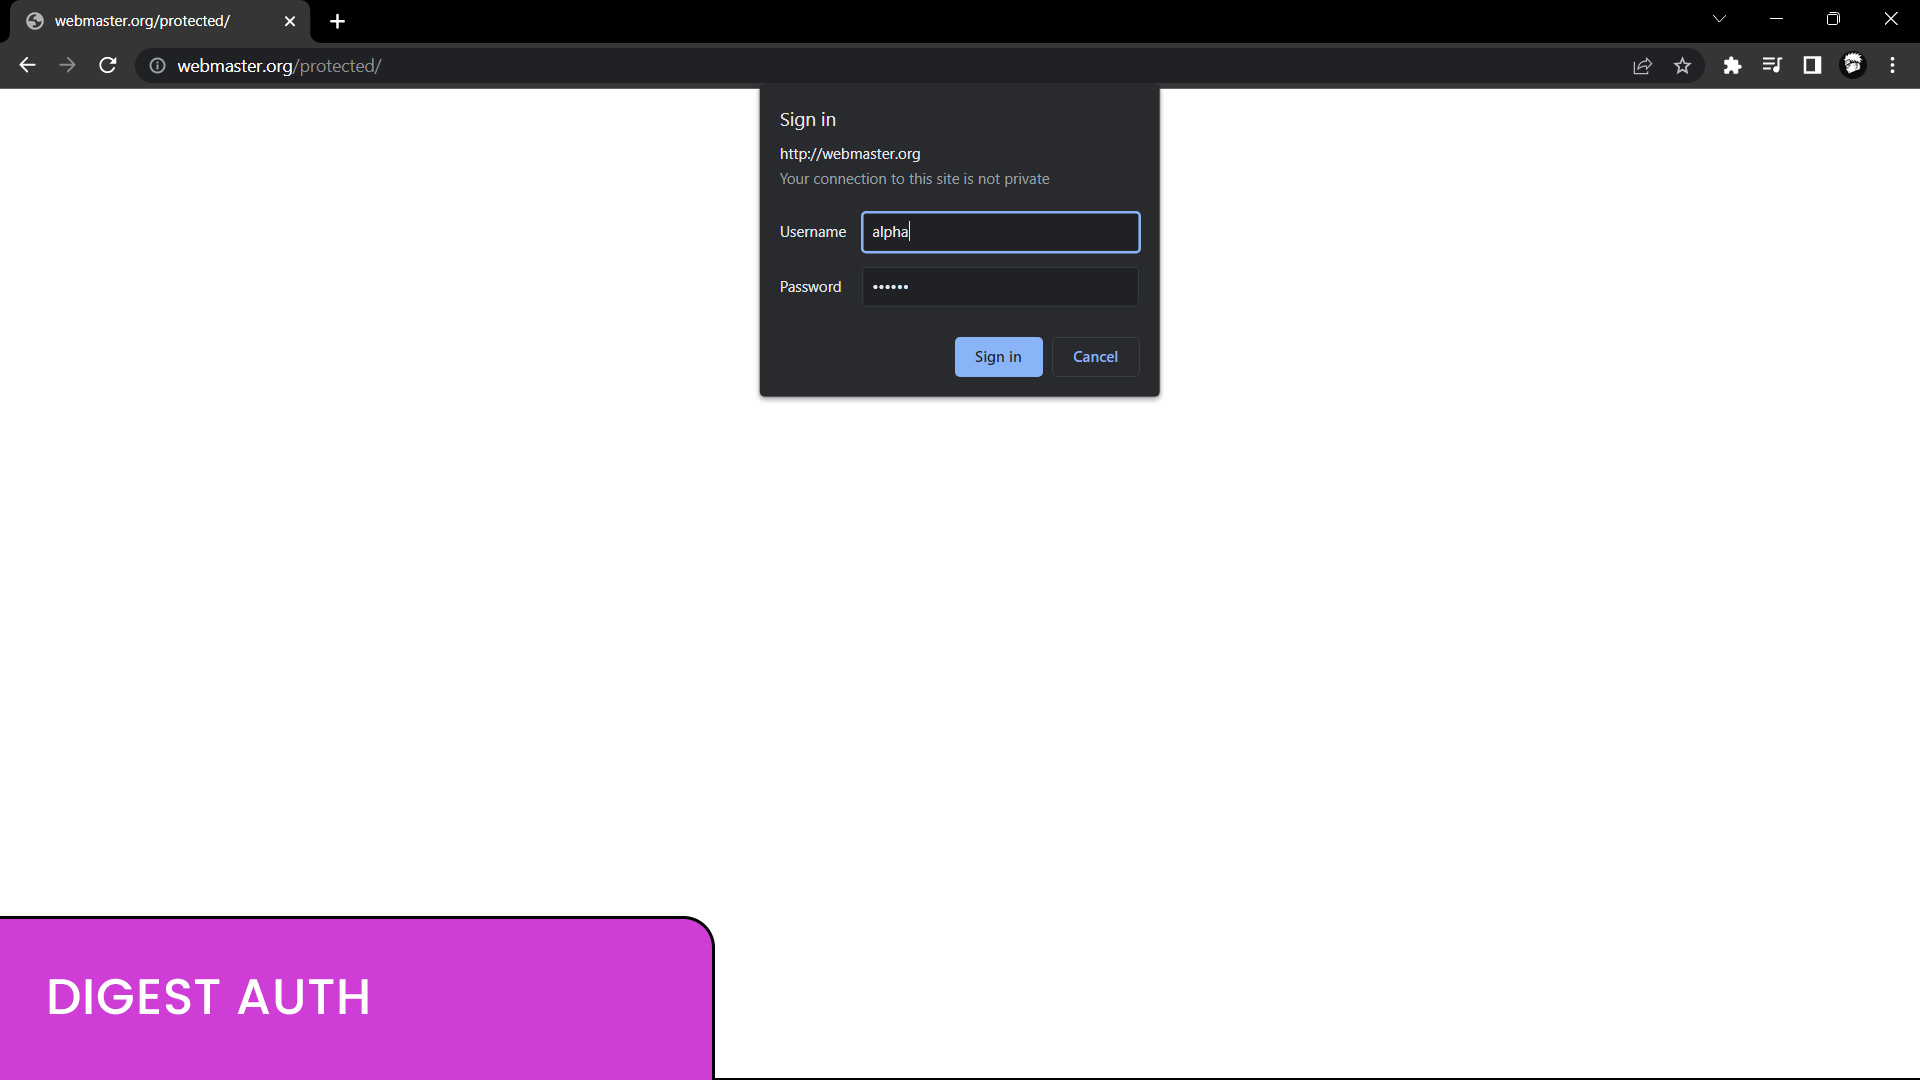 webmaster.org/protected/
webmaster.org/protected/
Sign in
http://webmaster.org
Your connection to this site is not private
Username alpha
Password ••••••
Sign in Cancel
DIGEST AUTH